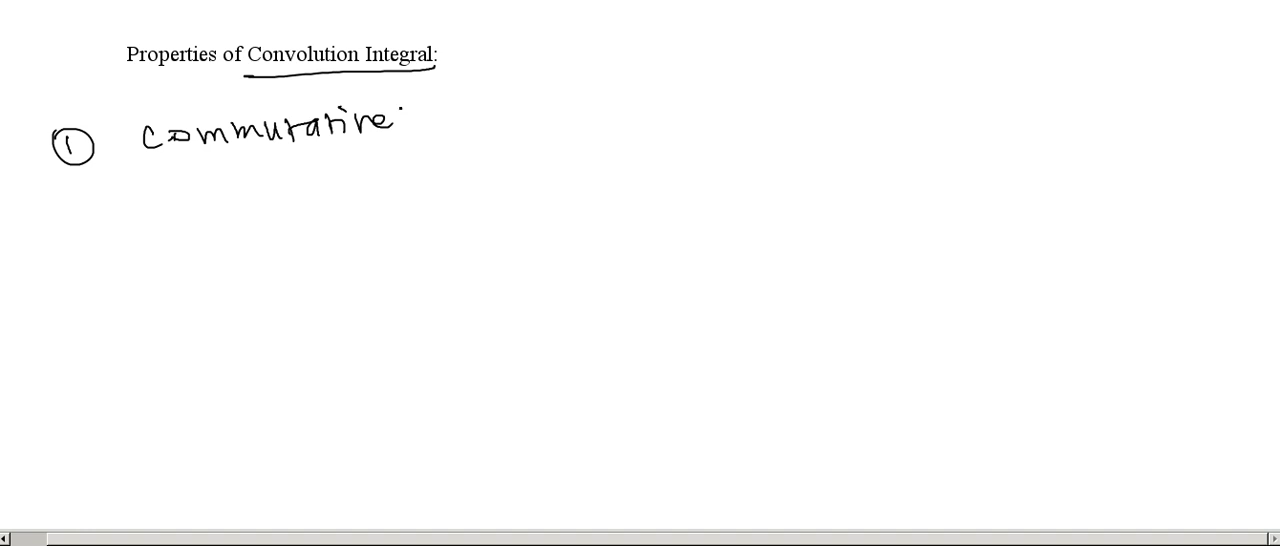 Properties of Convolution Integral:
① Commutative